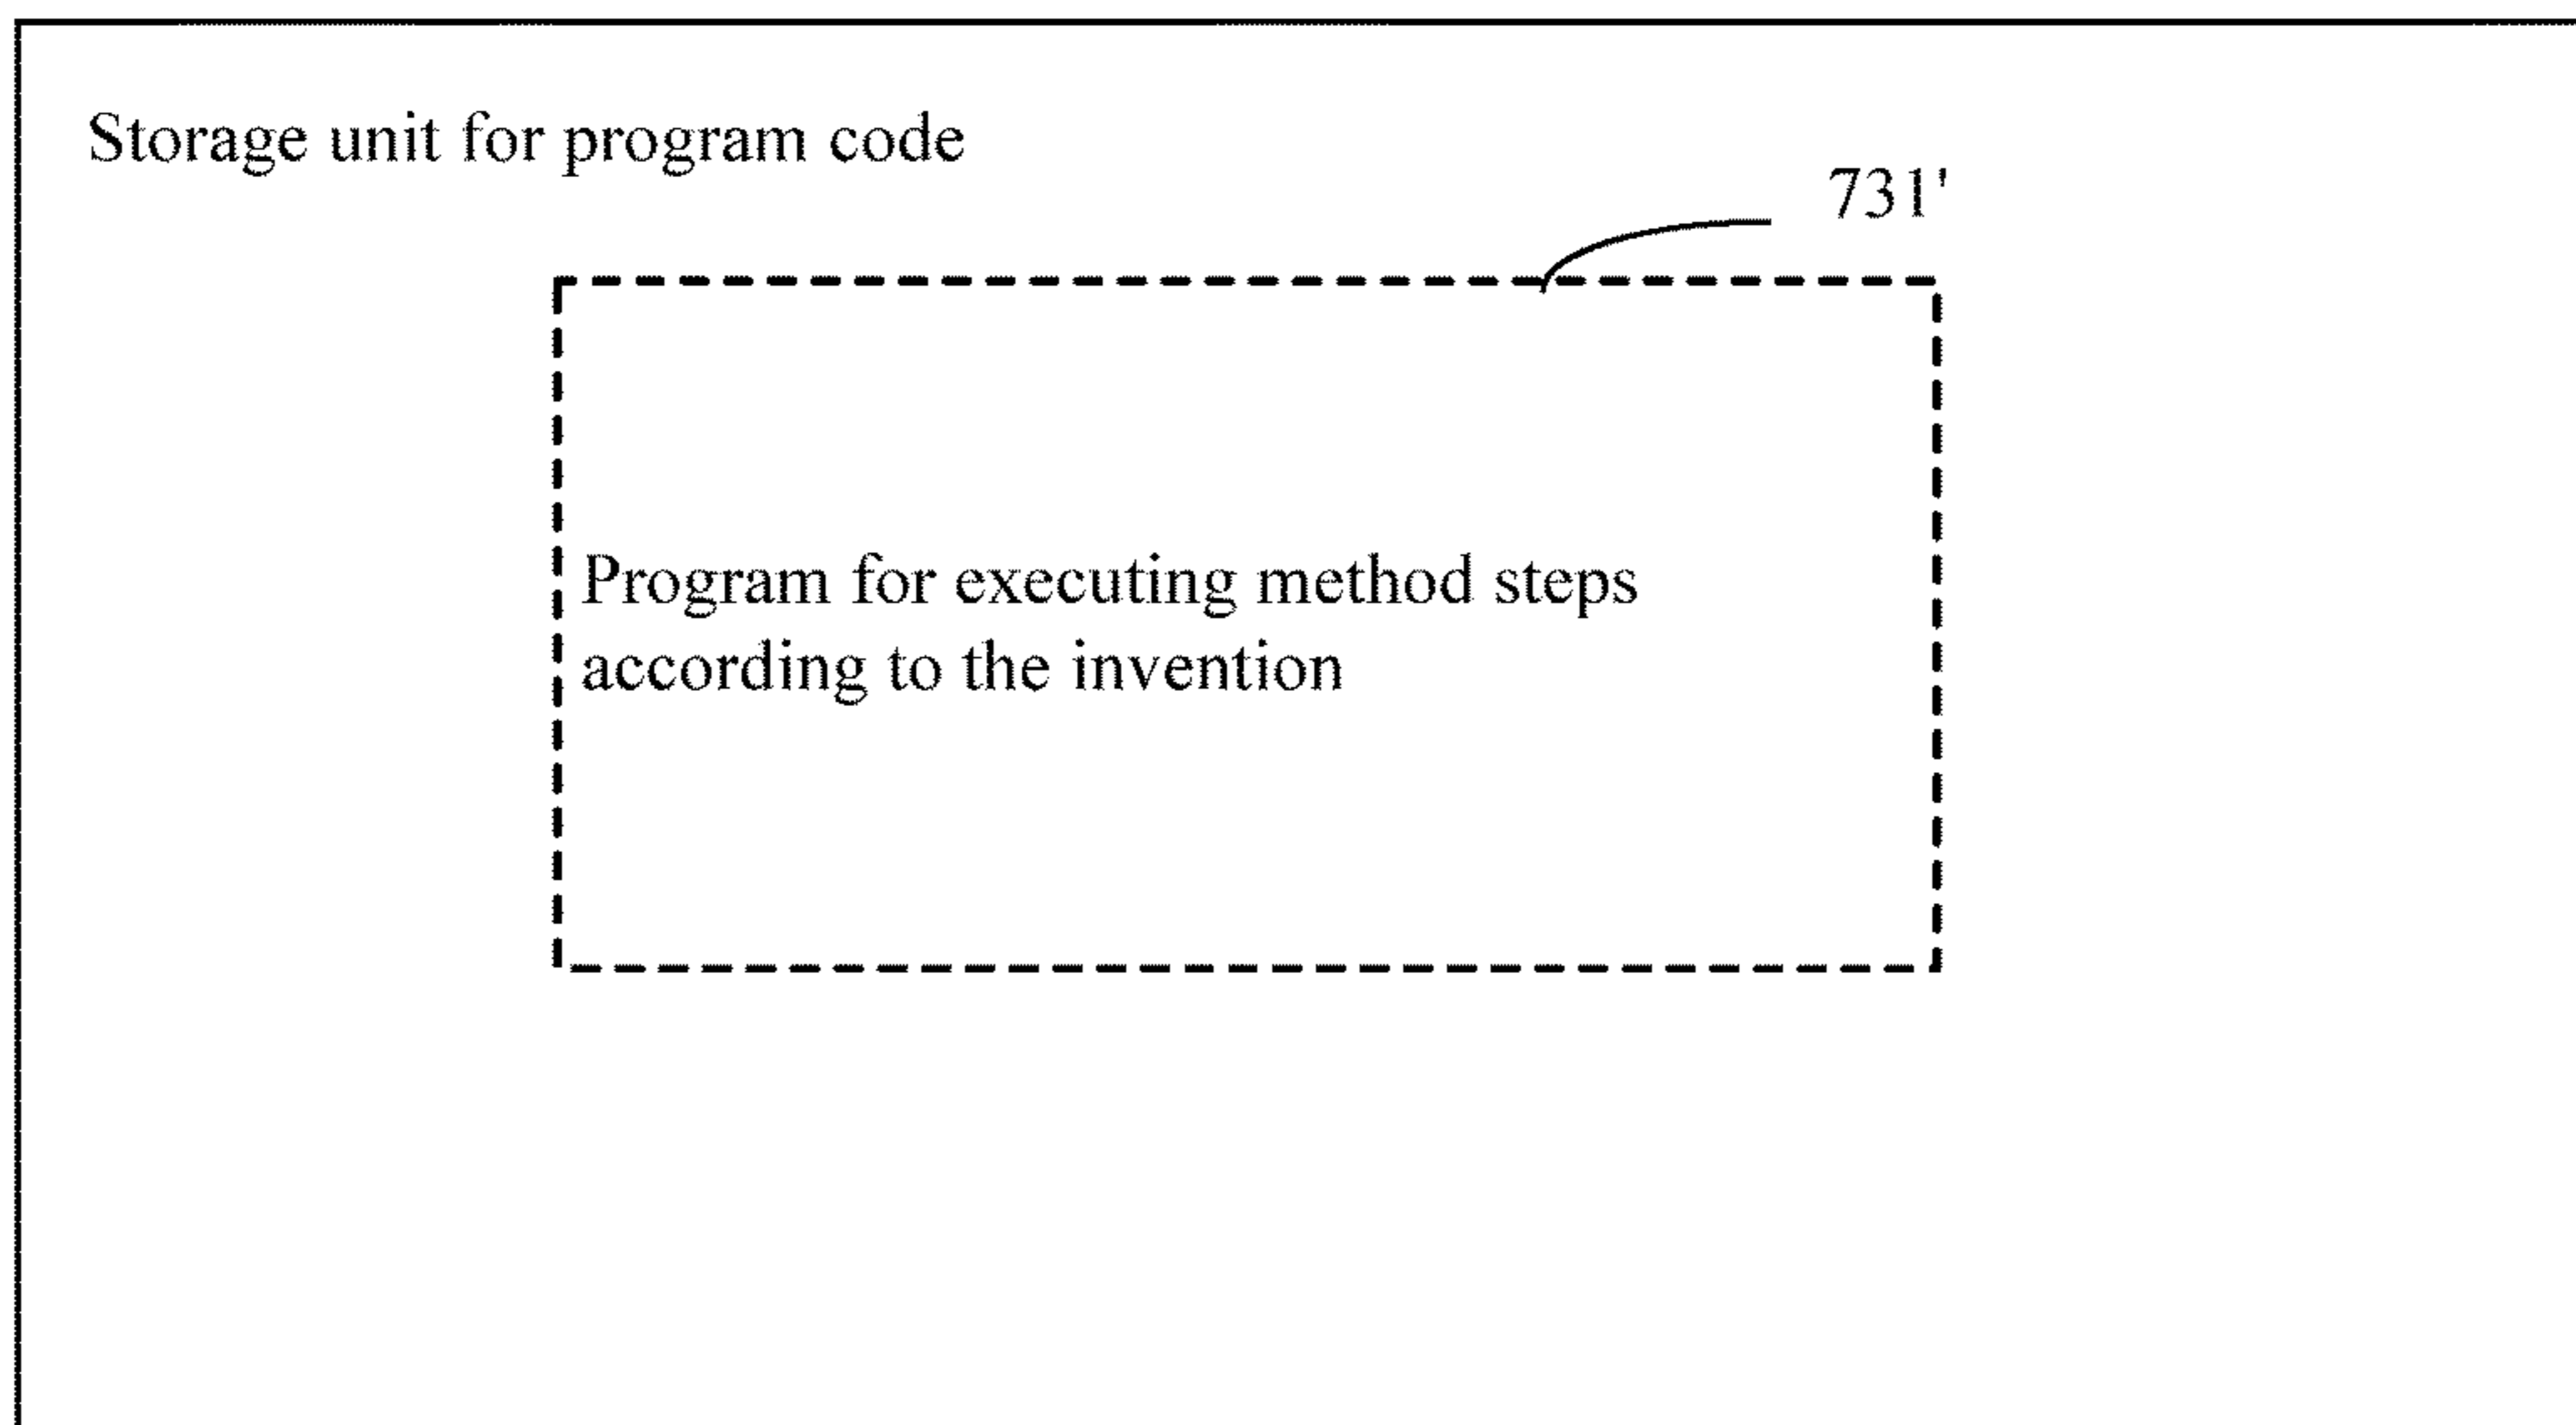 Storage unit for program code
731'
Program for executing method steps
according to the invention